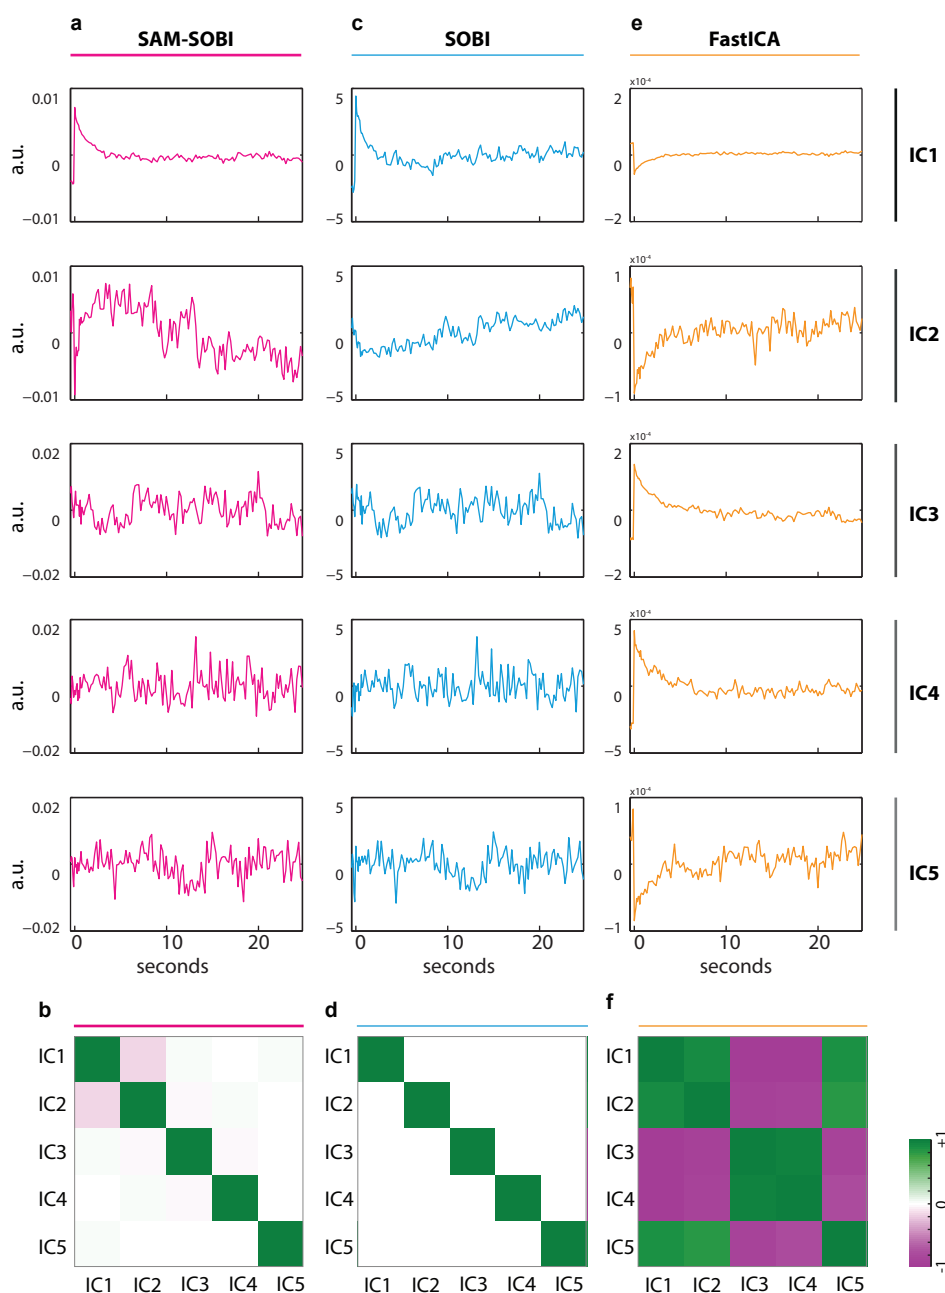 a c e
SAM-SOBI SOBI FastICA
0.01 5 x10⁻⁴ 2
a.u. 0 0 0 IC1
−0.01 −5 −2
0.01 5 x10⁻⁴ 1
a.u. 0 0 0 IC2
−0.01 −5 −1
0.02 5 x10⁻⁴ 2
a.u. 0 0 0 IC3
−0.02 −5 −2
0.02 5 x10⁻⁴ 5
a.u. 0 0 0 IC4
−0.02 −5 −5
0.02 5 x10⁻⁴ 1
a.u. 0 0 0 IC5
−0.02 −5 −1
0 10 20 0 10 20 0 10 20
seconds seconds seconds
b d f
IC1 IC1 IC1
IC2 IC2 IC2
IC3 IC3 IC3 +1
IC4 IC4 IC4 0
IC5 IC5 IC5 -1
IC1 IC2 IC3 IC4 IC5 IC1 IC2 IC3 IC4 IC5 IC1 IC2 IC3 IC4 IC5